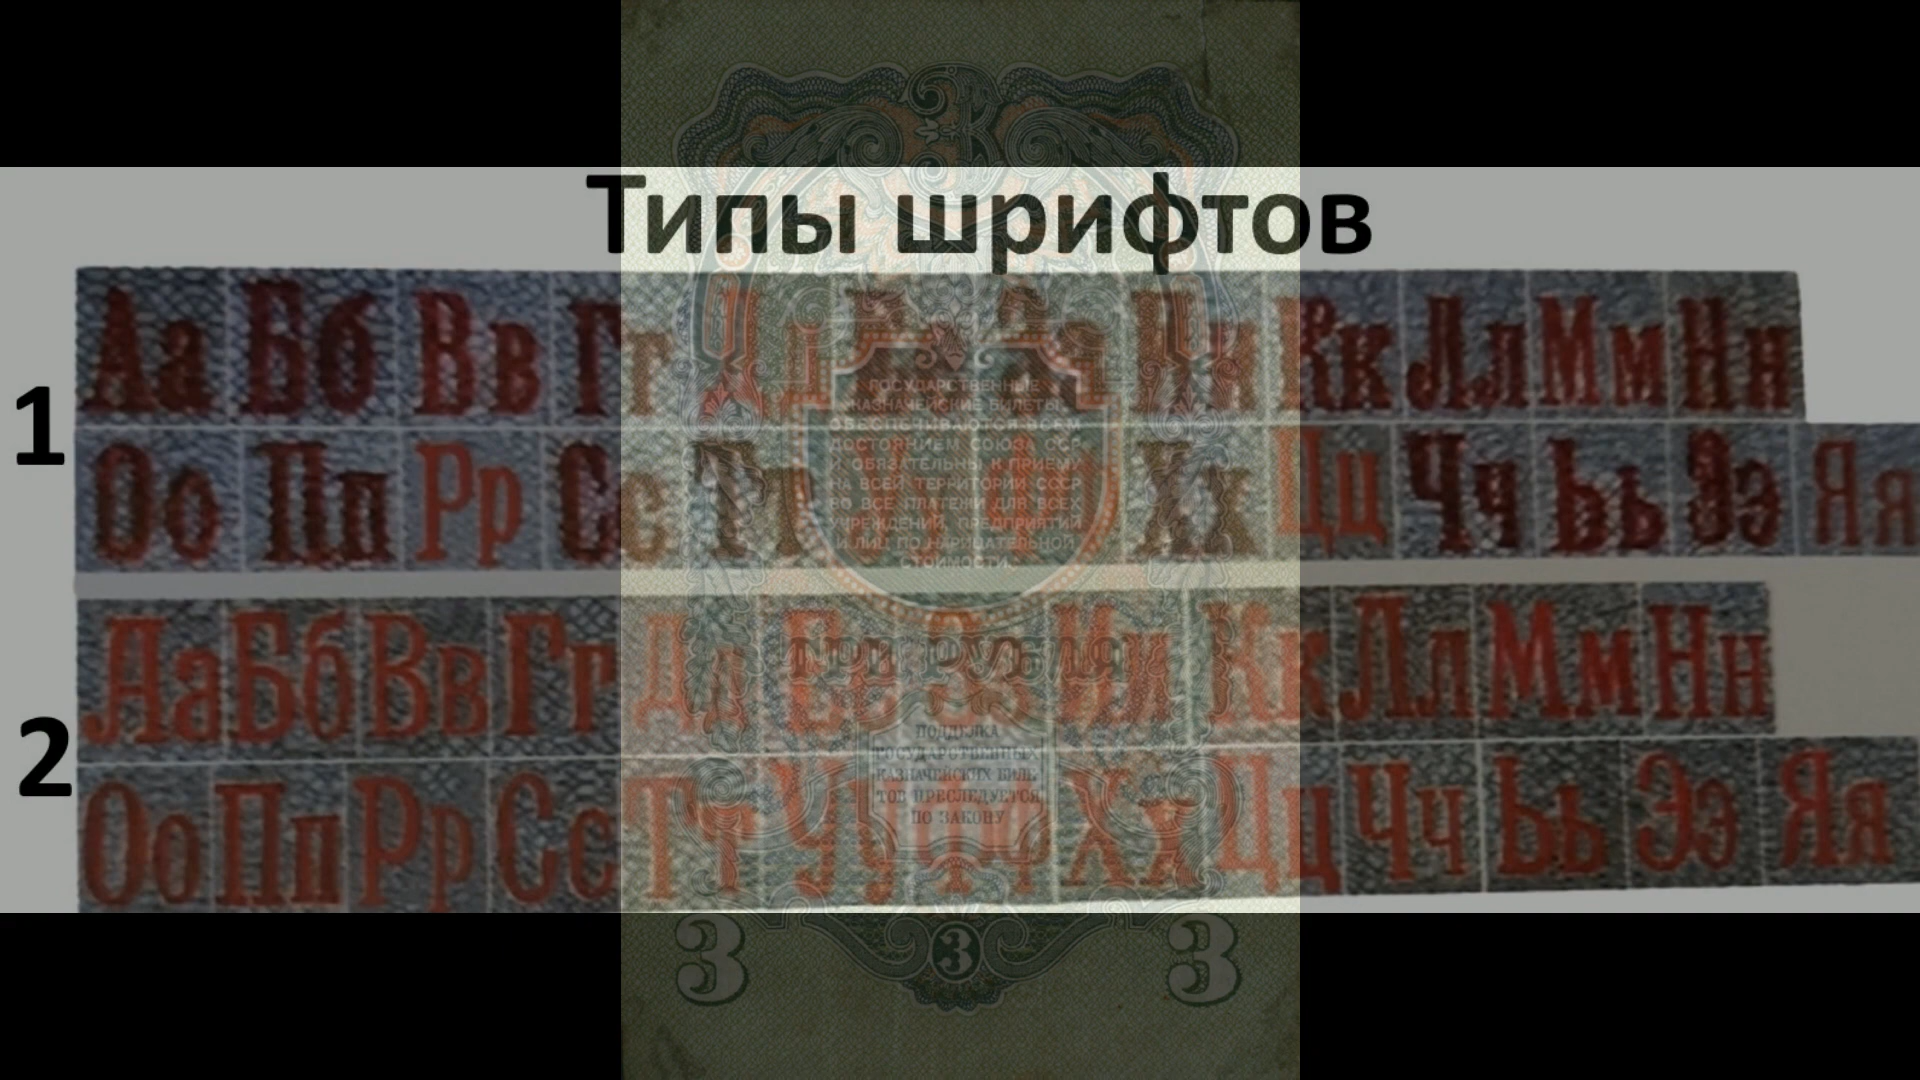 Типы шрифтов
1
Аа Бб Вв Гг Дд Ее Зз Ии Кк Лл Мм Нн
Оо Пп Рр Сс Тт Уу Фф Хх Цц Чч Ьь Ээ Яя
2
Аа Бб Вв Гг Дд Ее Зз Ии Кк Лл Мм Нн
Оо Пп Рр Сс Тт Уу Фф Хх Цц Чч Ьь Ээ Яя
ГОСУДАРСТВЕННЫЕ
КАЗНАЧЕЙСКИЕ БИЛЕТЫ
ОБЕСПЕЧИВАЮТСЯ ВСЕМ
ДОСТОЯНИЕМ СОЮЗА ССР
И ОБЯЗАТЕЛЬНЫ К ПРИЕМУ
НА ВСЕЙ ТЕРРИТОРИИ СССР
ВО ВСЕ ПЛАТЕЖИ ДЛЯ ВСЕХ
УЧРЕЖДЕНИЙ, ПРЕДПРИЯТИЙ
И ЛИЦ ПО НАРИЦАТЕЛЬНОЙ
СТОИМОСТИ
ТРИ РУБЛЯ
ПОДДЕЛКА
ГОСУДАРСТВЕННЫХ
КАЗНАЧЕЙСКИХ БИЛЕ-
ТОВ ПРЕСЛЕДУЕТСЯ
ПО ЗАКОНУ
3 3 3